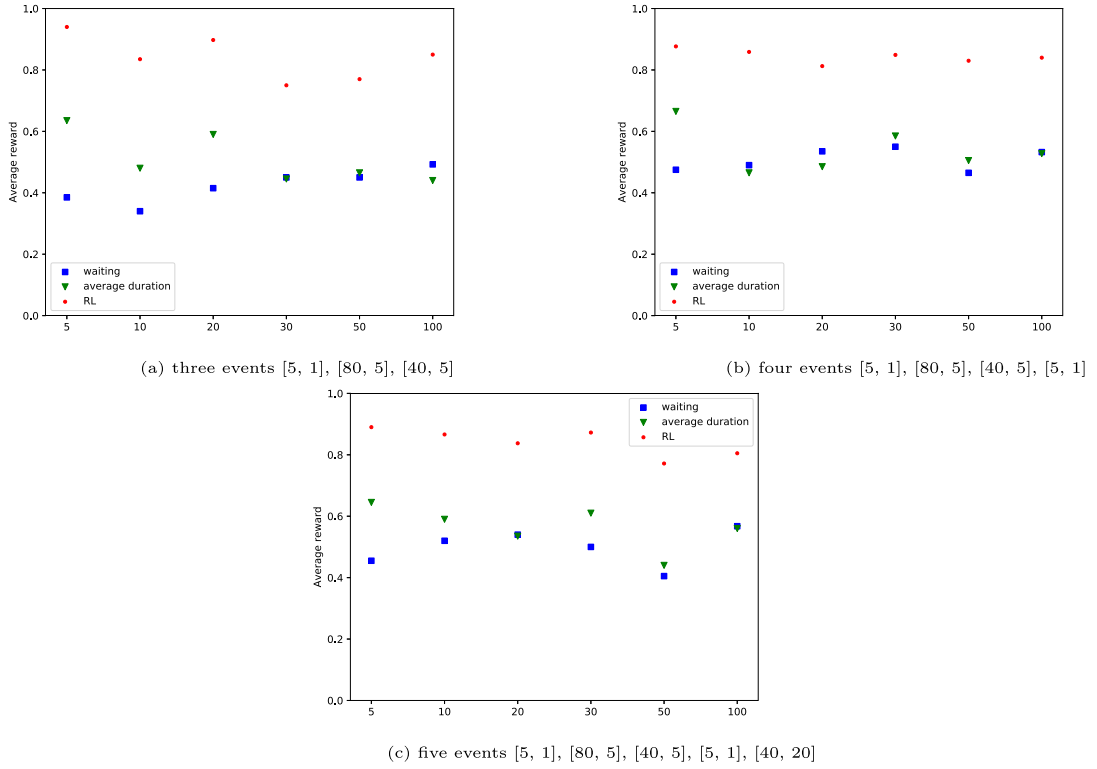 1.0
0.8
0.6
0.4
0.2
0.0
Average reward
waiting
average duration
RL
5 10 20 30 50 100
(a) three events [5, 1], [80, 5], [40, 5]
1.0
0.8
0.6
0.4
0.2
0.0
Average reward
waiting
average duration
RL
5 10 20 30 50 100
(b) four events [5, 1], [80, 5], [40, 5], [5, 1]
1.0
0.8
0.6
0.4
0.2
0.0
Average reward
waiting
average duration
RL
5 10 20 30 50 100
(c) five events [5, 1], [80, 5], [40, 5], [5, 1], [40, 20]